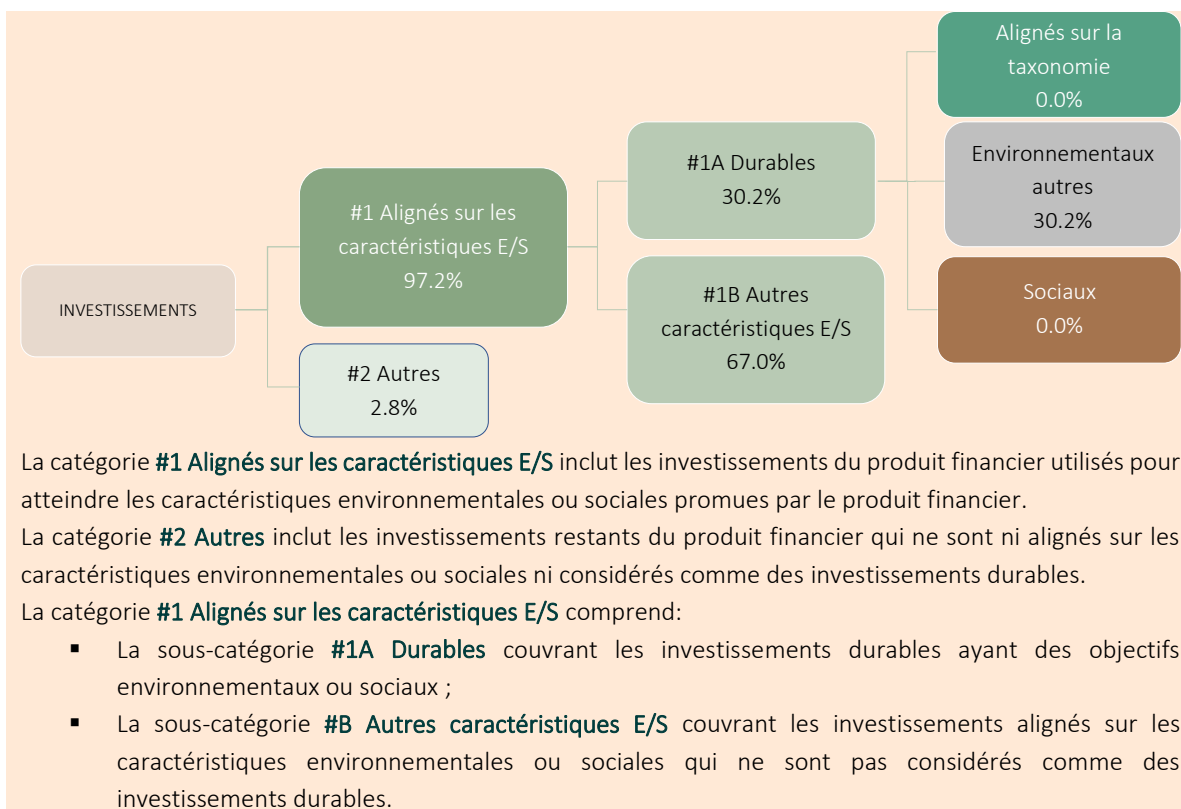 Alignés sur la
taxonomie
0.0%
#1A Durables
30.2%
Environnementaux
autres
30.2%
#1 Alignés sur les
caractéristiques E/S
97.2%
INVESTISSEMENTS
#1B Autres
caractéristiques E/S
67.0%
Sociaux
0.0%
#2 Autres
2.8%
La catégorie #1 Alignés sur les caractéristiques E/S inclut les investissements du produit financier utilisés pour
atteindre les caractéristiques environnementales ou sociales promues par le produit financier.
La catégorie #2 Autres inclut les investissements restants du produit financier qui ne sont ni alignés sur les
caractéristiques environnementales ou sociales ni considérés comme des investissements durables.
La catégorie #1 Alignés sur les caractéristiques E/S comprend:
▪ La sous-catégorie #1A Durables couvrant les investissements durables ayant des objectifs
environnementaux ou sociaux ;
▪ La sous-catégorie #B Autres caractéristiques E/S couvrant les investissements alignés sur les
caractéristiques environnementales ou sociales qui ne sont pas considérés comme des
investissements durables.